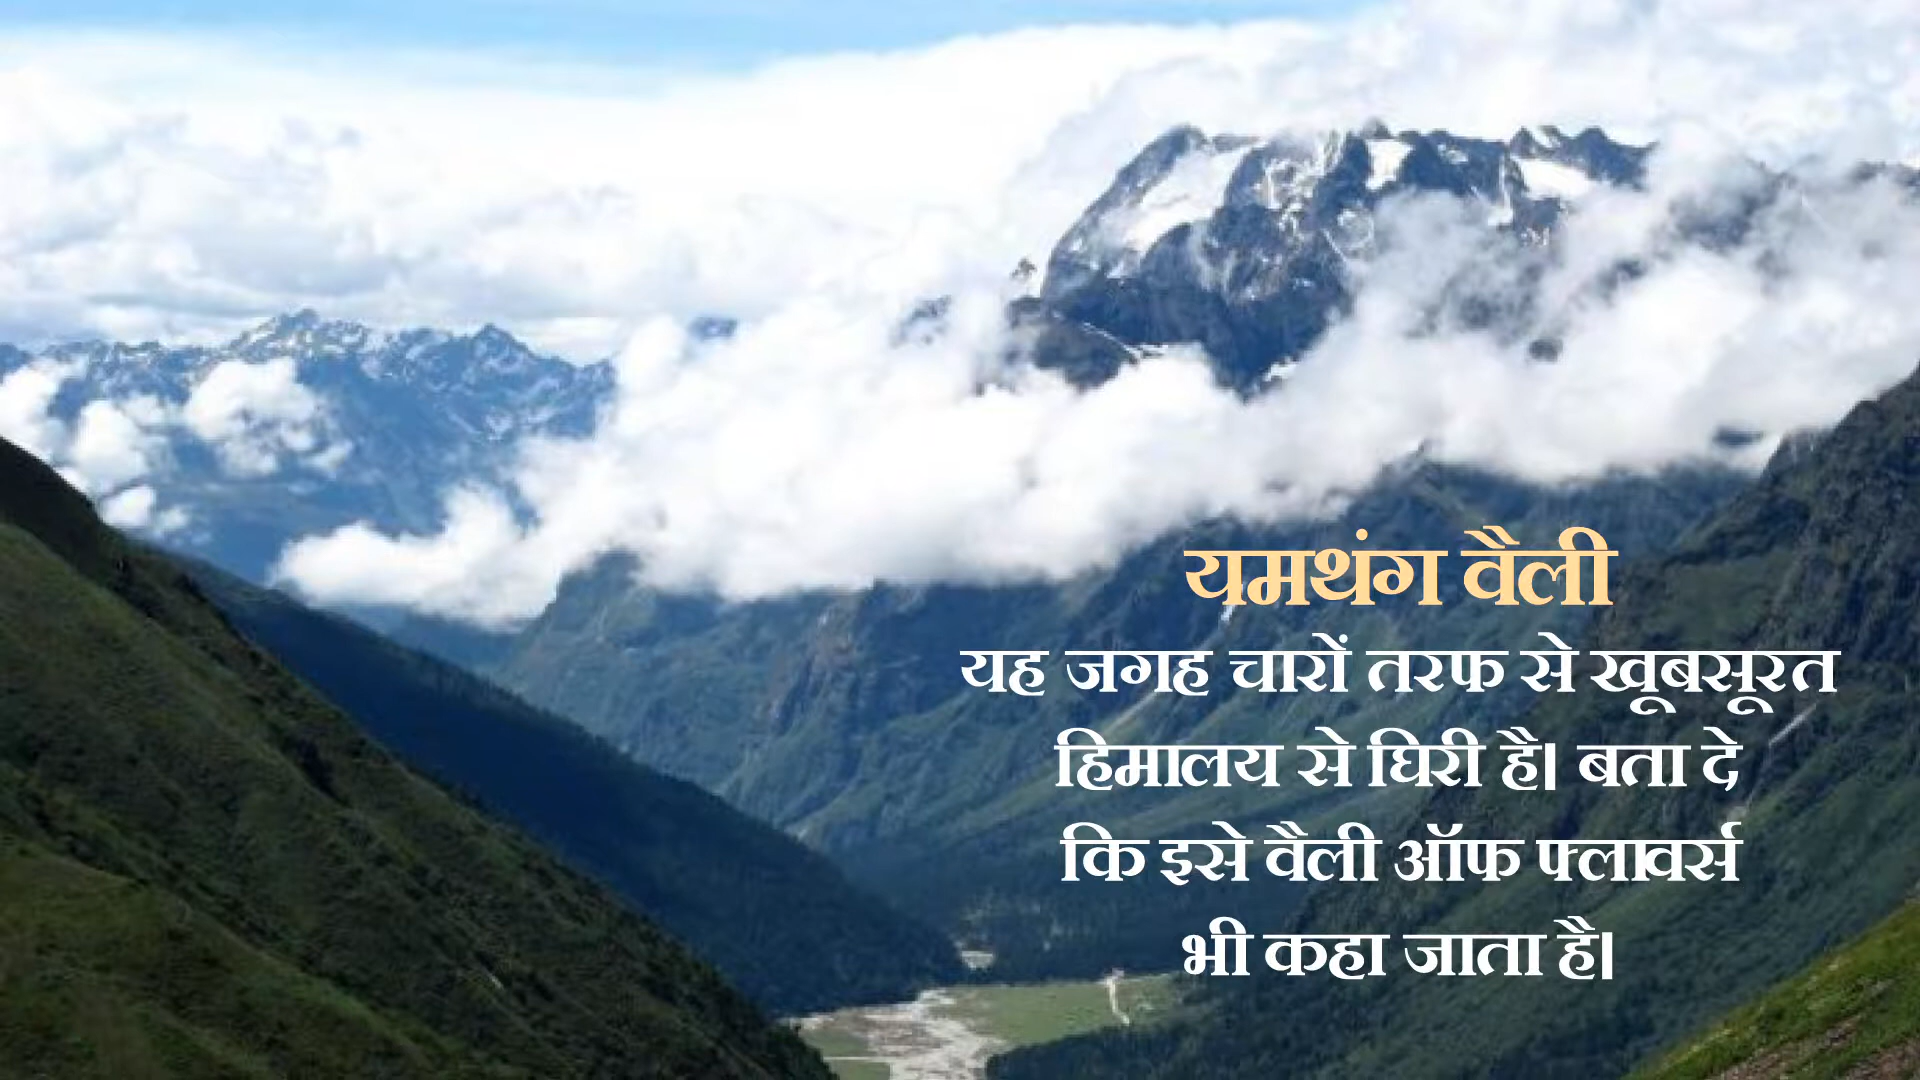 यमथंग वैली
यह जगह चारों तरफ से खूबसूरत
हिमालय से घिरी है। बता दे
कि इसे वैली ऑफ फ्लावर्स
भी कहा जाता है।